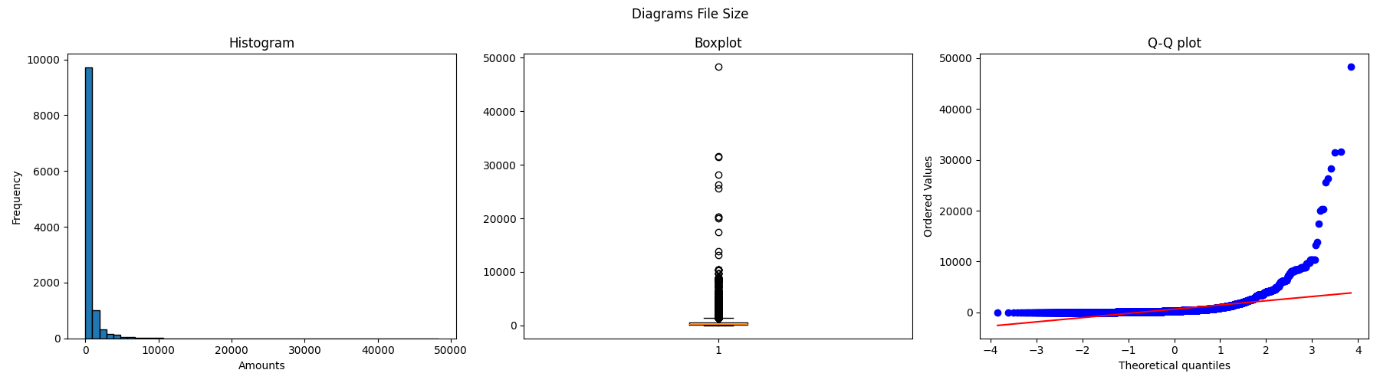 Diagrams File Size
Histogram
10000
8000
6000
4000
2000
0
Frequency
0 10000 20000 30000 40000 50000
Amounts
Boxplot
50000
40000
30000
20000
10000
0
1
Q-Q plot
50000
40000
30000
20000
10000
0
Ordered Values
−4 −3 −2 −1 0 1 2 3 4
Theoretical quantiles